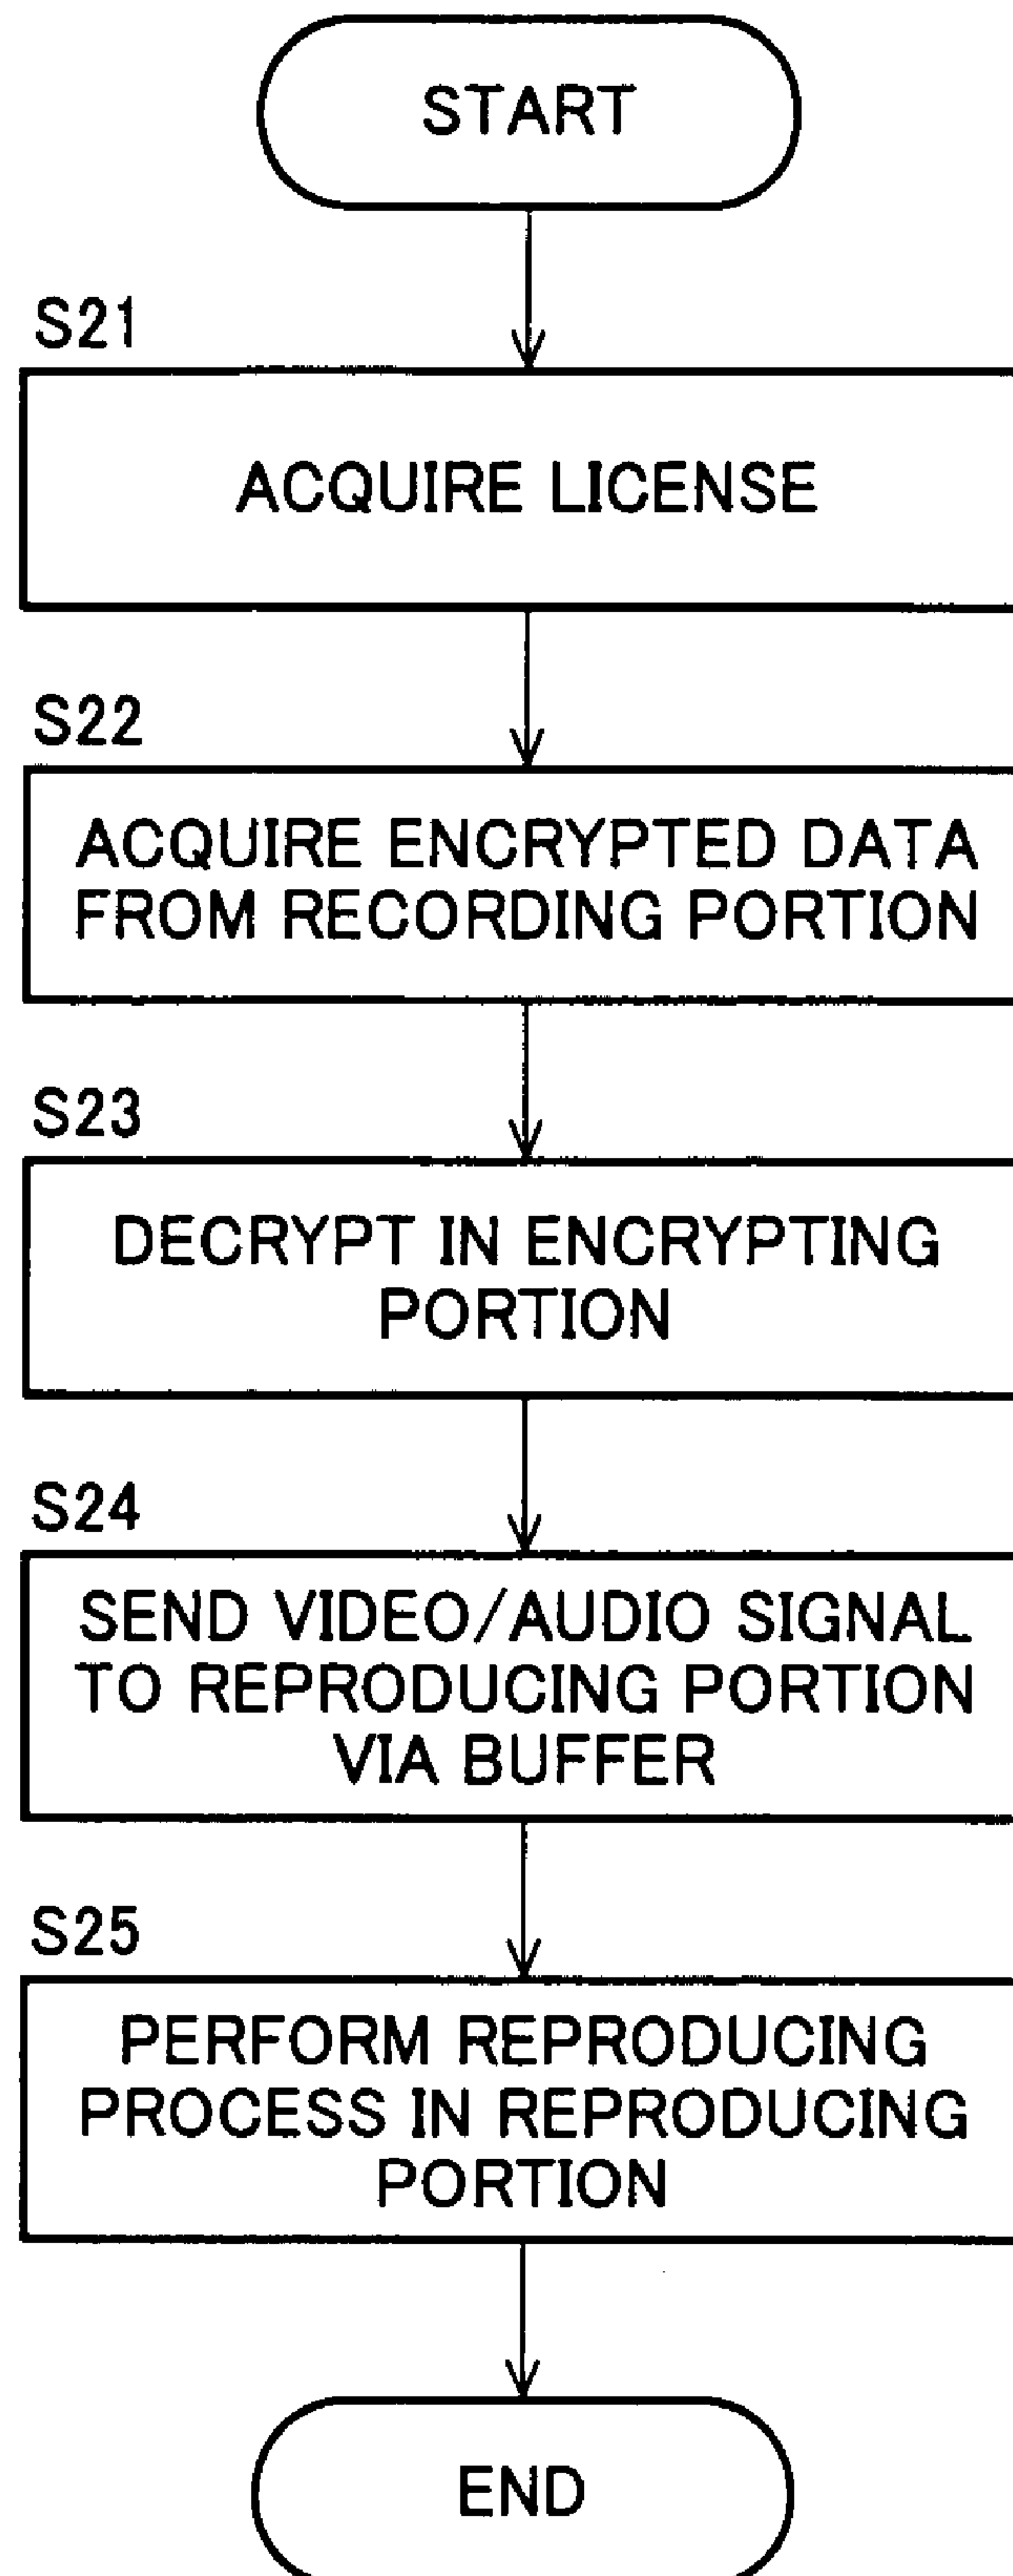 START
S21
ACQUIRE LICENSE
S22
ACQUIRE ENCRYPTED DATA
FROM RECORDING PORTION
S23
DECRYPT IN ENCRYPTING
PORTION
S24
SEND VIDEO/AUDIO SIGNAL
TO REPRODUCING PORTION
VIA BUFFER
S25
PERFORM REPRODUCING
PROCESS IN REPRODUCING
PORTION
END